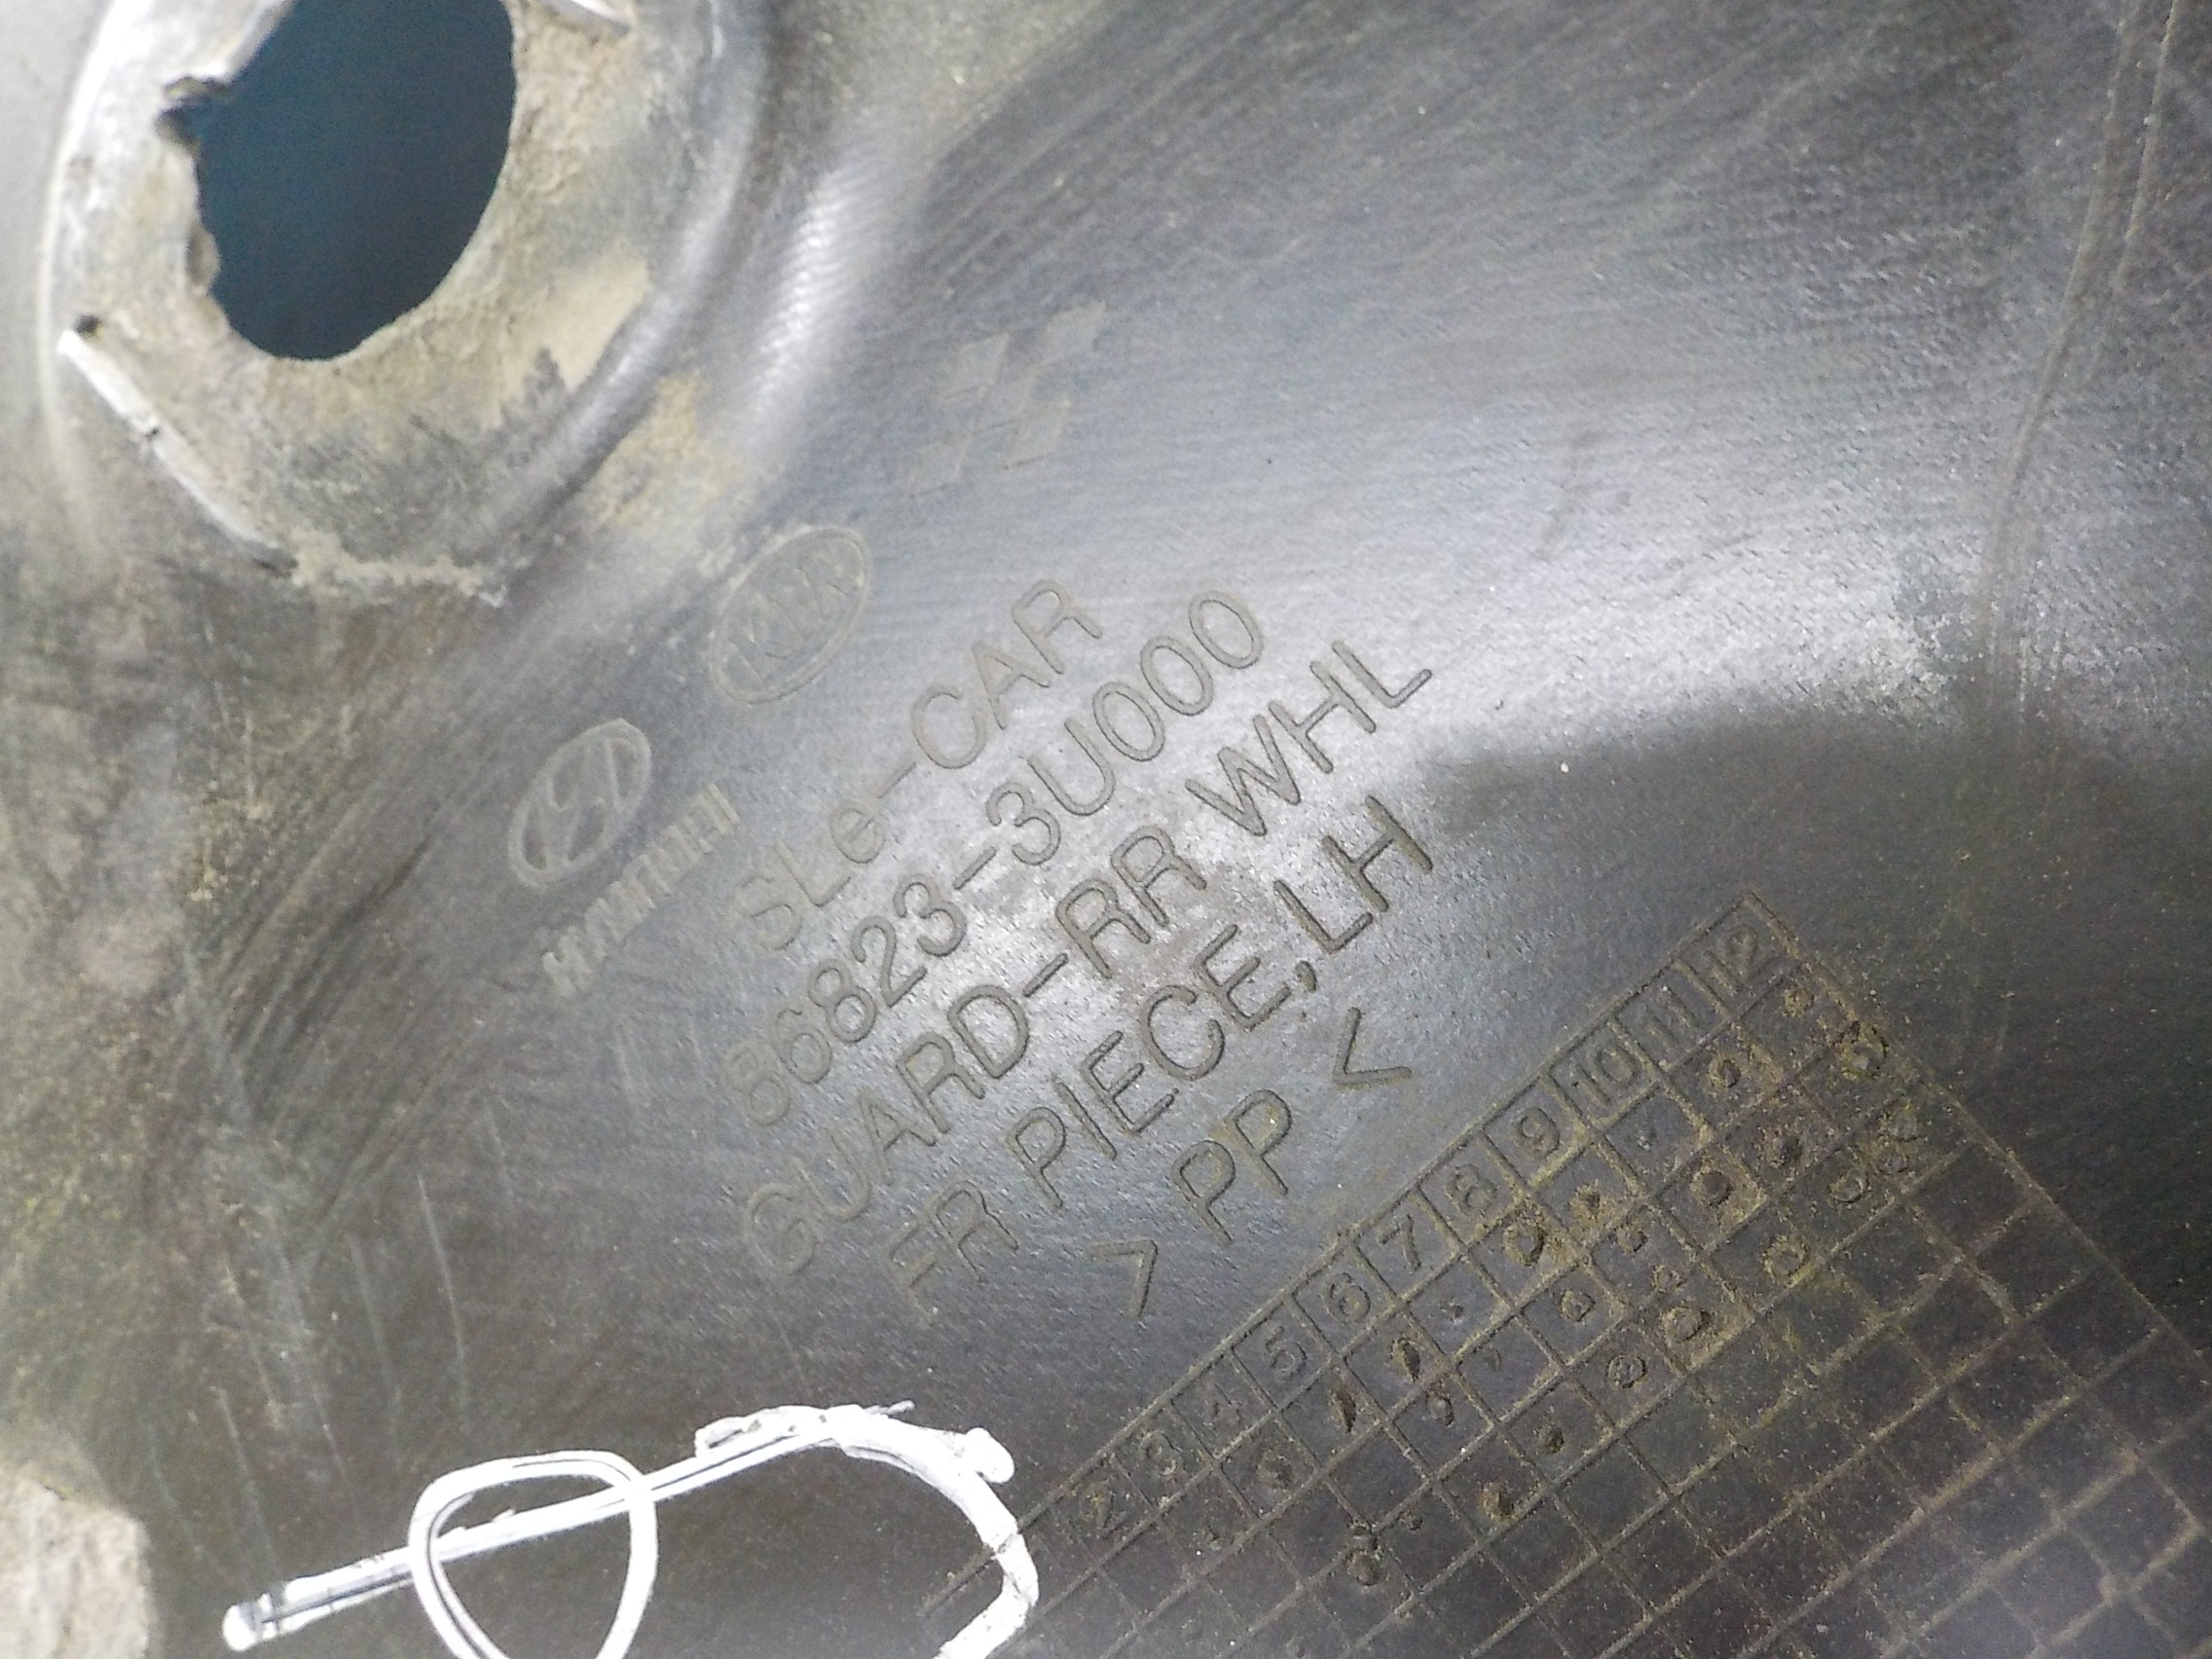 KIA
HYUNDAI
SLe-CAR
86823-3U000
GUARD-RR WHL
FR PIECE,LH
> PP <
2 3 4 5 6 7 8 9 10 11 12